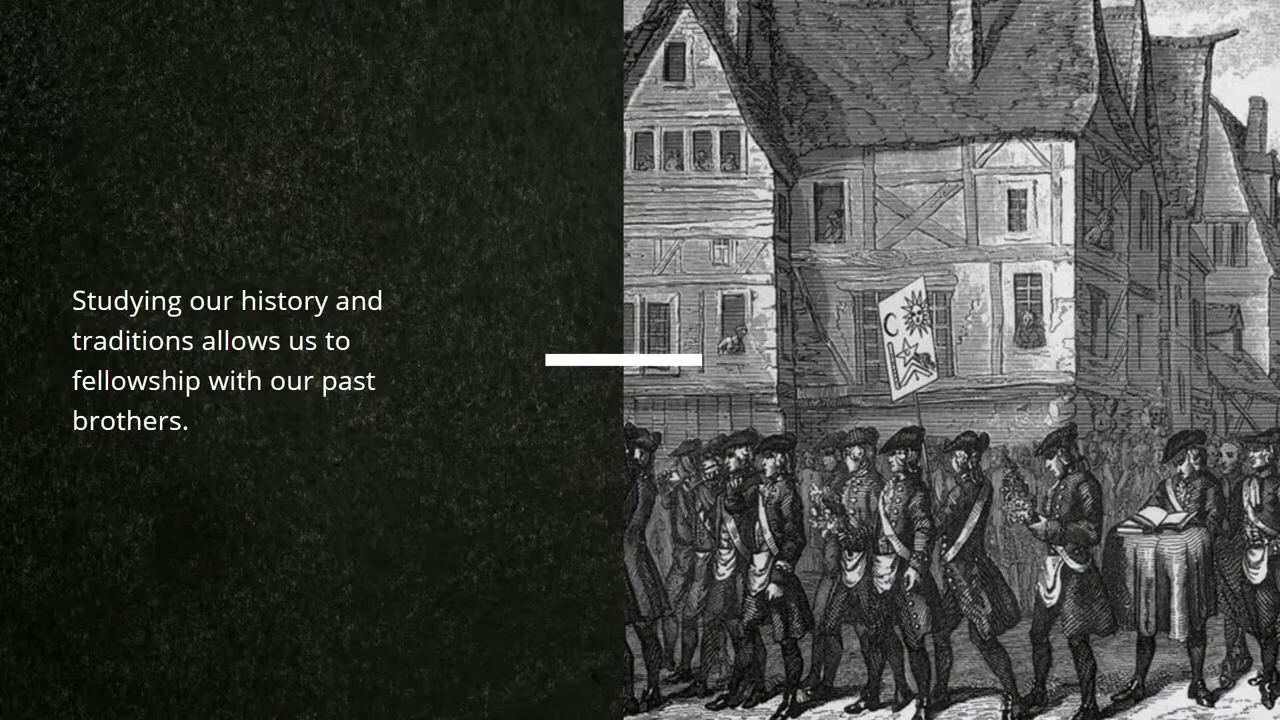 Studying our history and
traditions allows us to
fellowship with our past
brothers.